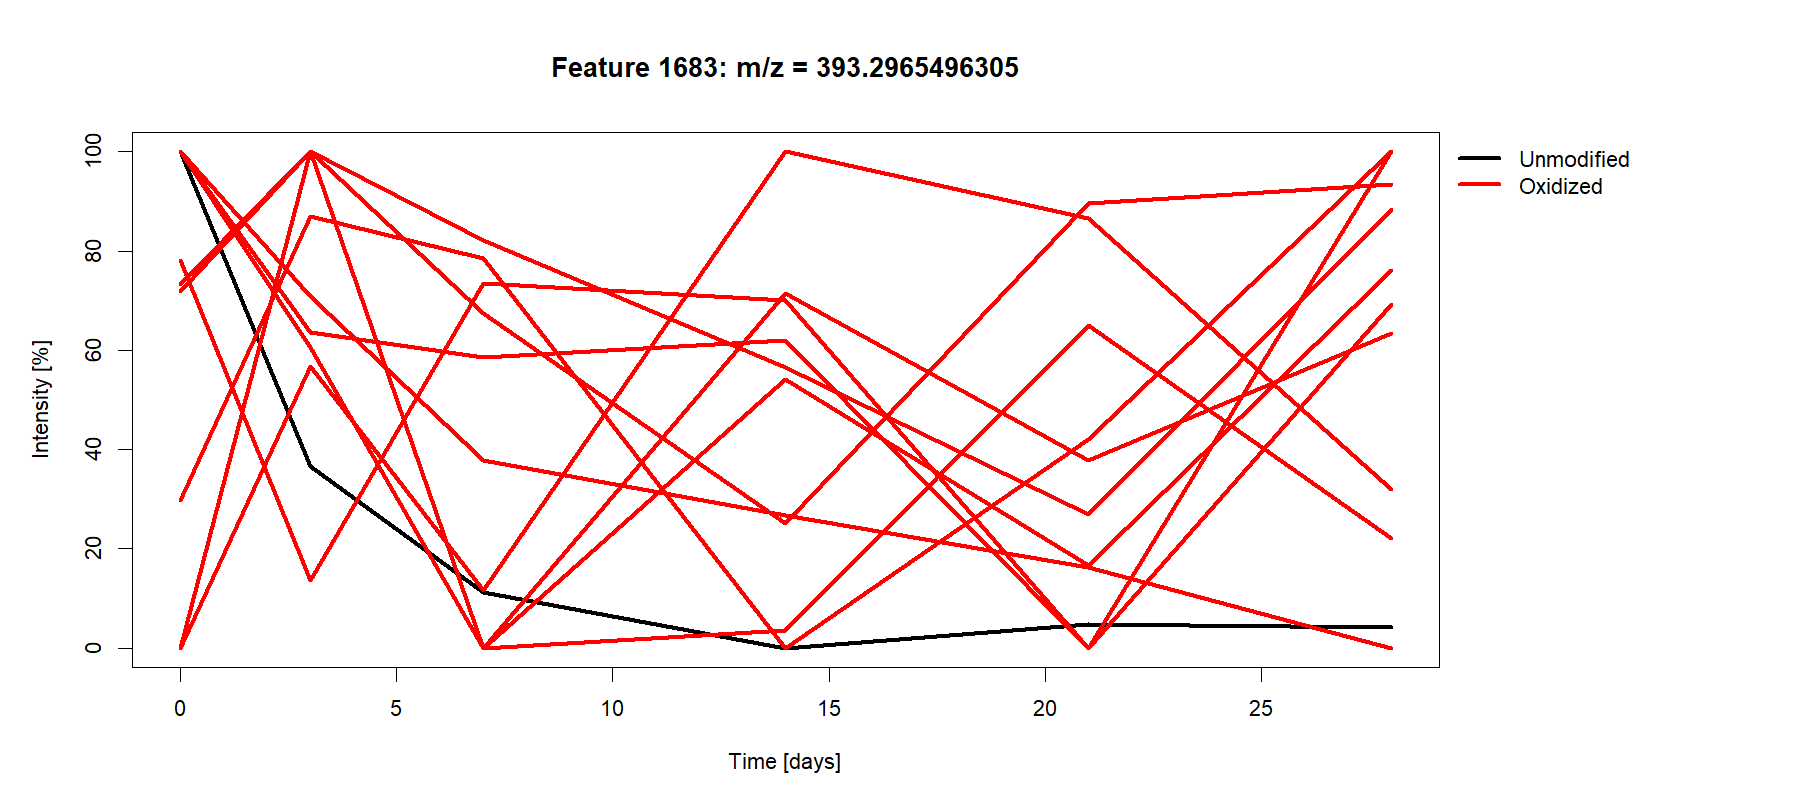 Feature 1683: m/z = 393.2965496305
Unmodified
Oxidized
Intensity [%]
100
80
60
40
20
0
0 5 10 15 20 25
Time [days]